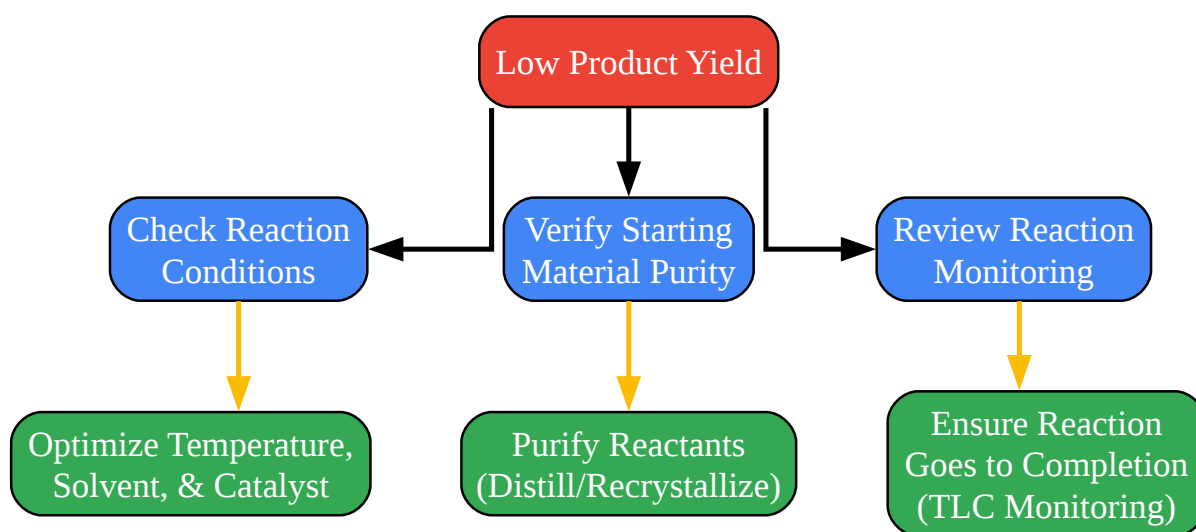 Low Product Yield
Check Reaction
Conditions
Verify Starting
Material Purity
Review Reaction
Monitoring
Optimize Temperature,
Solvent, & Catalyst
Purify Reactants
(Distill/Recrystallize)
Ensure Reaction
Goes to Completion
(TLC Monitoring)